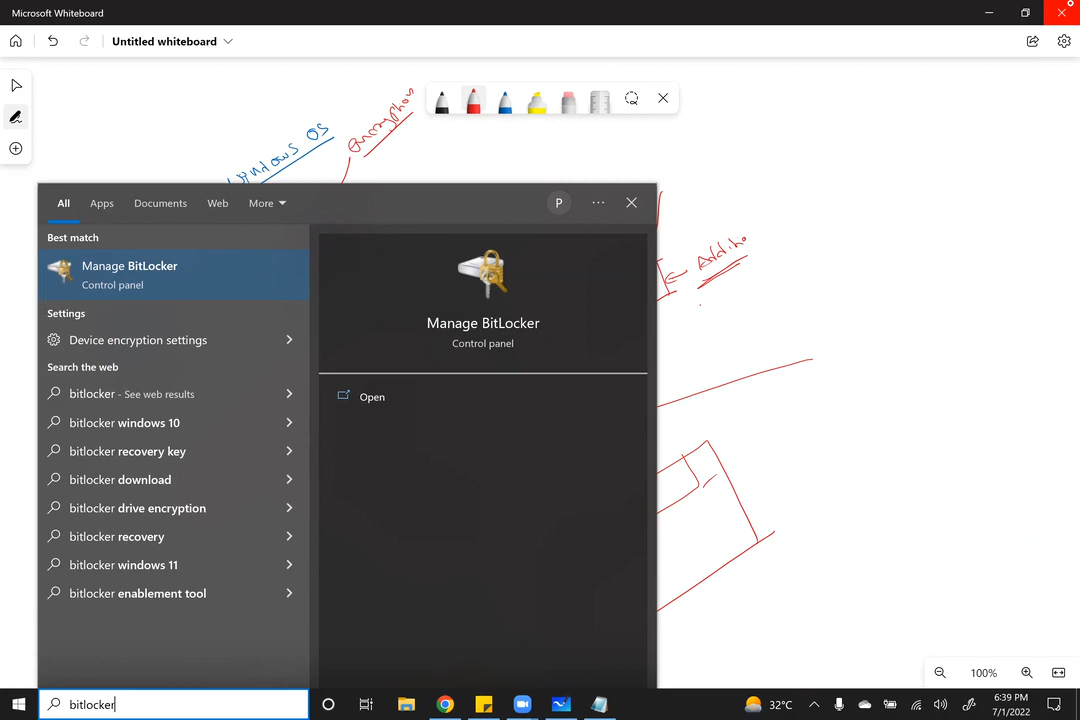 Microsoft Whiteboard
Untitled whiteboard
encryption
Windows OS
All Apps Documents Web More P
Best match
Manage BitLocker
Control panel
Settings
Device encryption settings
Search the web
bitlocker - See web results
bitlocker windows 10
bitlocker recovery key
bitlocker download
bitlocker drive encryption
bitlocker recovery
bitlocker windows 11
bitlocker enablement tool
Manage BitLocker
Control panel
Open
100%
bitlocker
32°C
6:39 PM
7/1/2022